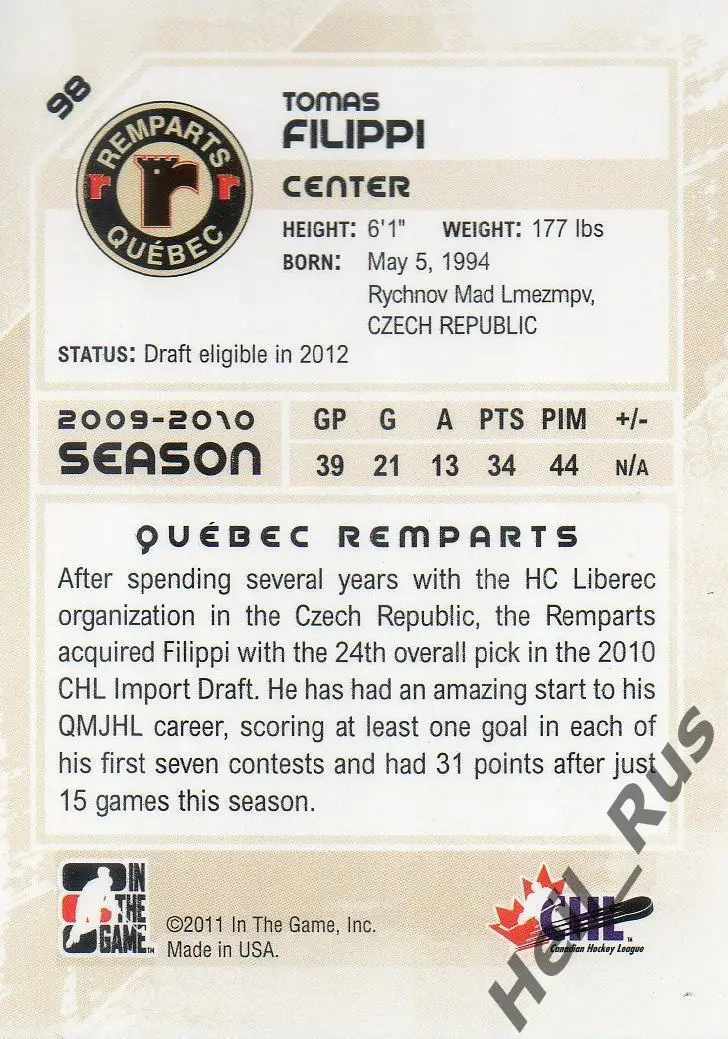 98
REMPARTS
QUÉBEC
TOMAS
FILIPPI
CENTER
HEIGHT: 6'1" WEIGHT: 177 lbs
BORN: May 5, 1994
Rychnov Mad Lmezmpv,
CZECH REPUBLIC
STATUS: Draft eligible in 2012
2009-2010 GP G A PTS PIM +/-
SEASON 39 21 13 34 44 N/A
QUÉBEC REMPARTS
After spending several years with the HC Liberec
organization in the Czech Republic, the Remparts
acquired Filippi with the 24th overall pick in the 2010
CHL Import Draft. He has had an amazing start to his
QMJHL career, scoring at least one goal in each of
his first seven contests and had 31 points after just
15 games this season.
IN
THE
GAME
©2011 In The Game, Inc.
Made in USA.
CHL
Canadian Hockey League
Heil_Rus